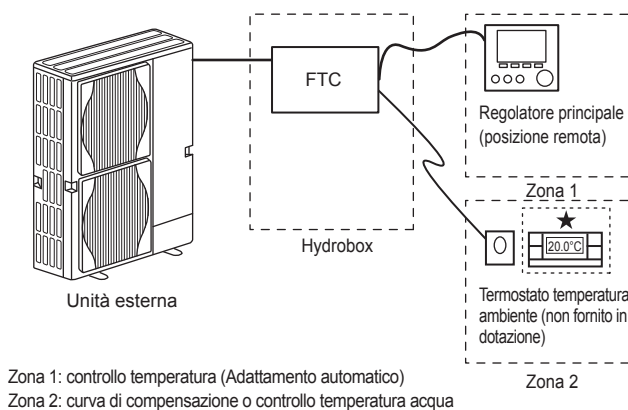 FTC
Regolatore principale
(posizione remota)
Zona 1
Hydrobox
Unità esterna
20.0°C
Termostato temperatura
ambiente (non fornito in
dotazione)
Zona 2
Zona 1: controllo temperatura (Adattamento automatico)
Zona 2: curva di compensazione o controllo temperatura acqua